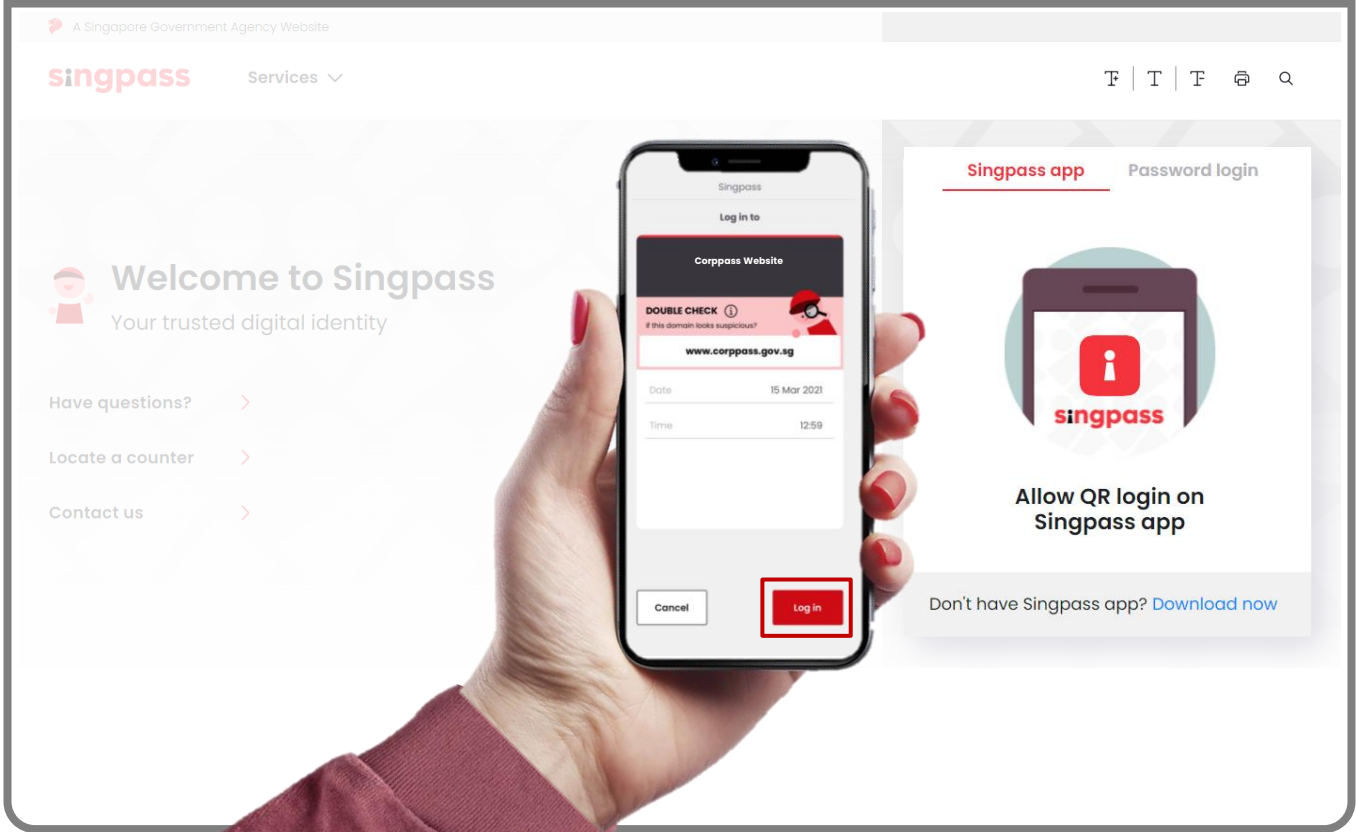 A Singapore Government Agency Website
singpass
Services
T+ T T-
Welcome to Singpass
Your trusted digital identity
Have questions?
Locate a counter
Contact us
Singpass
Log in to
Corppass Website
DOUBLE CHECK i
If this domain looks suspicious?
www.corppass.gov.sg
Date 15 Mar 2021
Time 12:59
Cancel Log in
Singpass app Password login
singpass
Allow QR login on
Singpass app
Don't have Singpass app? Download now